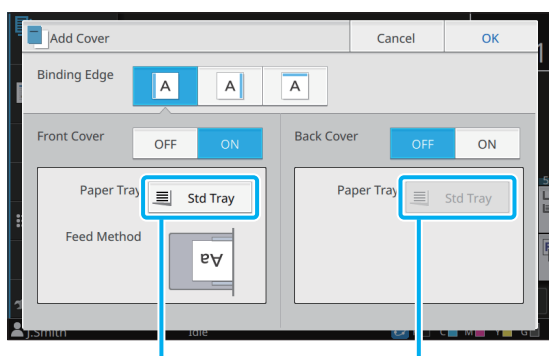 Add Cover Cancel OK
Binding Edge A A A
Front Cover OFF ON Back Cover OFF ON
Paper Tray Std Tray Paper Tray Std Tray
Feed Method
Aa
J.Smith Idle C M Y G